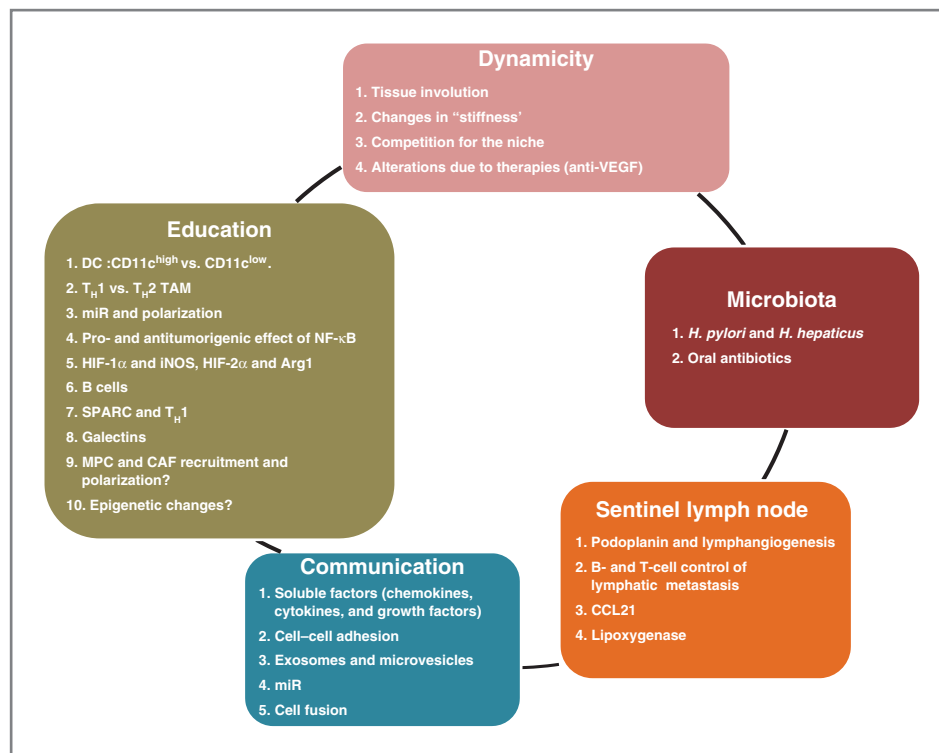 Dynamicity
1. Tissue involution
2. Changes in “stiffness’
3. Competition for the niche
4. Alterations due to therapies (anti-VEGF)
Education
1. DC :CD11chigh vs. CD11clow.
2. TH1 vs. TH2 TAM
3. miR and polarization
4. Pro- and antitumorigenic effect of NF-κB
5. HIF-1α and iNOS, HIF-2α and Arg1
6. B cells
7. SPARC and TH1
8. Galectins
9. MPC and CAF recruitment and
polarization?
10. Epigenetic changes?
Microbiota
1. H. pylori and H. hepaticus
2. Oral antibiotics
Sentinel lymph node
1. Podoplanin and lymphangiogenesis
2. B- and T-cell control of
lymphatic metastasis
3. CCL21
4. Lipoxygenase
Communication
1. Soluble factors (chemokines,
cytokines, and growth factors)
2. Cell–cell adhesion
3. Exosomes and microvesicles
4. miR
5. Cell fusion